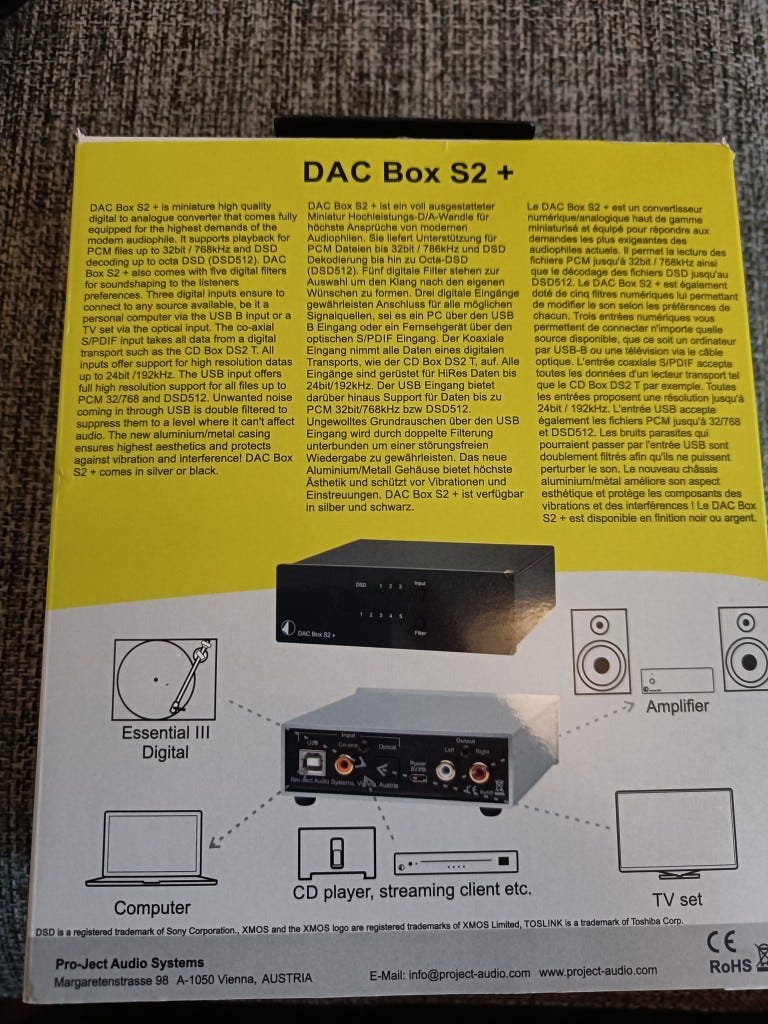 DAC Box S2 +
DAC Box S2 + is miniature high quality
digital to analogue converter that comes fully
equipped for the highest demands of the
modern audiophile. It supports playback for
PCM files up to 32bit / 768kHz and DSD
decoding up to octa DSD (DSD512). DAC
Box S2 + also comes with five digital filters
for soundshaping to the listeners
preferences. Three digital inputs ensure to
connect to any source available, be it a
personal computer via the USB B input or a
TV set via the optical input. The co-axial
S/PDIF input takes all data from a digital
transport such as the CD Box DS2 T. All
inputs offer support for high resolution datas
up to 24bit /192kHz. The USB input offers
full high resolution support for all files up to
PCM 32/768 and DSD512. Unwanted noise
coming in through USB is double filtered to
suppress them to a level where it can't affect
audio. The new aluminium/metal casing
ensures highest aesthetics and protects
against vibration and interference! DAC Box
S2 + comes in silver or black.
DAC Box S2 + ist ein voll ausgestatteter
Miniatur Hochleistungs-D/A-Wandle für
höchste Ansprüche von modernen
Audiophilen. Sie liefert Unterstützung für
PCM Dateien bis 32bit / 786kHz und DSD
Dekodierung bis hin zu Octa-DSD
(DSD512). Fünf digitale Filter stehen zur
Auswahl um den Klang nach den eigenen
Wünschen zu formen. Drei digitale Eingänge
gewährleisten Anschluss für alle möglichen
Signalquellen, sei es ein PC über den USB
B Eingang oder ein Fernsehgerät über den
optischen S/PDIF Eingang. Der Koaxiale
Eingang nimmt alle Daten eines digitalen
Transports, wie der CD Box DS2 T, auf. Alle
Eingänge sind gerüstet für HiRes Daten bis
24bit/192kHz. Der USB Eingang bietet
darüber hinaus Support für Daten bis zu
PCM 32bit/768kHz bzw DSD512.
Ungewolltes Grundrauschen über den USB
Eingang wird durch doppelte Filterung
unterbunden um einen störungsfreien
Wiedergabe zu gewährleisten. Das neue
Aluminium/Metall Gehäuse bietet höchste
Ästhetik und schützt vor Vibrationen und
Einstreuungen. DAC Box S2 + ist verfügbar
in silber und schwarz.
Le DAC Box S2 + est un convertisseur
numérique/analogique haut de gamme
miniaturisé et équipé pour répondre aux
demandes les plus exigeantes des
audiophiles actuels. Il permet la lecture des
fichiers PCM jusqu'à 32bit / 768kHz ainsi
que le décodage des fichiers DSD jusqu'au
DSD512. Le DAC Box S2 + est également
doté de cinq filtres numériques lui permettant
de modifier le son selon les préférences de
chacun. Trois entrées numériques vous
permettent de connecter n'importe quelle
source disponible, que ce soit un ordinateur
par USB-B ou une télévision via le câble
optique. L'entrée coaxiale S/PDIF accepte
toutes les données d'un lecteur transport tel
que le CD Box DS2 T par exemple. Toutes
les entrées proposent une résolution jusqu'à
24bit / 192kHz. L'entrée USB accepte
également les fichiers PCM jusqu'à 32/768
et DSD512. Les bruits parasites qui
pourraient passer par l'entrée USB sont
doublement filtrés afin qu'ils ne puissent
perturber le son. Le nouveau châssis
aluminium/métal améliore son aspect
esthétique et protège les composants des
vibrations et des interférences ! Le DAC Box
S2 + est disponible en finition noir ou argent.
DSD 1 2 3 Input
1 2 3 4 5
Filter
DAC Box S2 +
Essential III
Digital
Amplifier
Input
USB Co-axial Optical
Power
Output
Left Right
Pro-Ject Audio Systems, Vienna, Austria
Computer
CD player, streaming client etc.
TV set
DSD is a registered trademark of Sony Corporation., XMOS and the XMOS logo are registered trademarks of XMOS Limited, TOSLINK is a trademark of Toshiba Corp.
Pro-Ject Audio Systems
Margaretenstrasse 98 A-1050 Vienna, AUSTRIA
E-Mail: info@project-audio.com www.project-audio.com
CE
RoHS